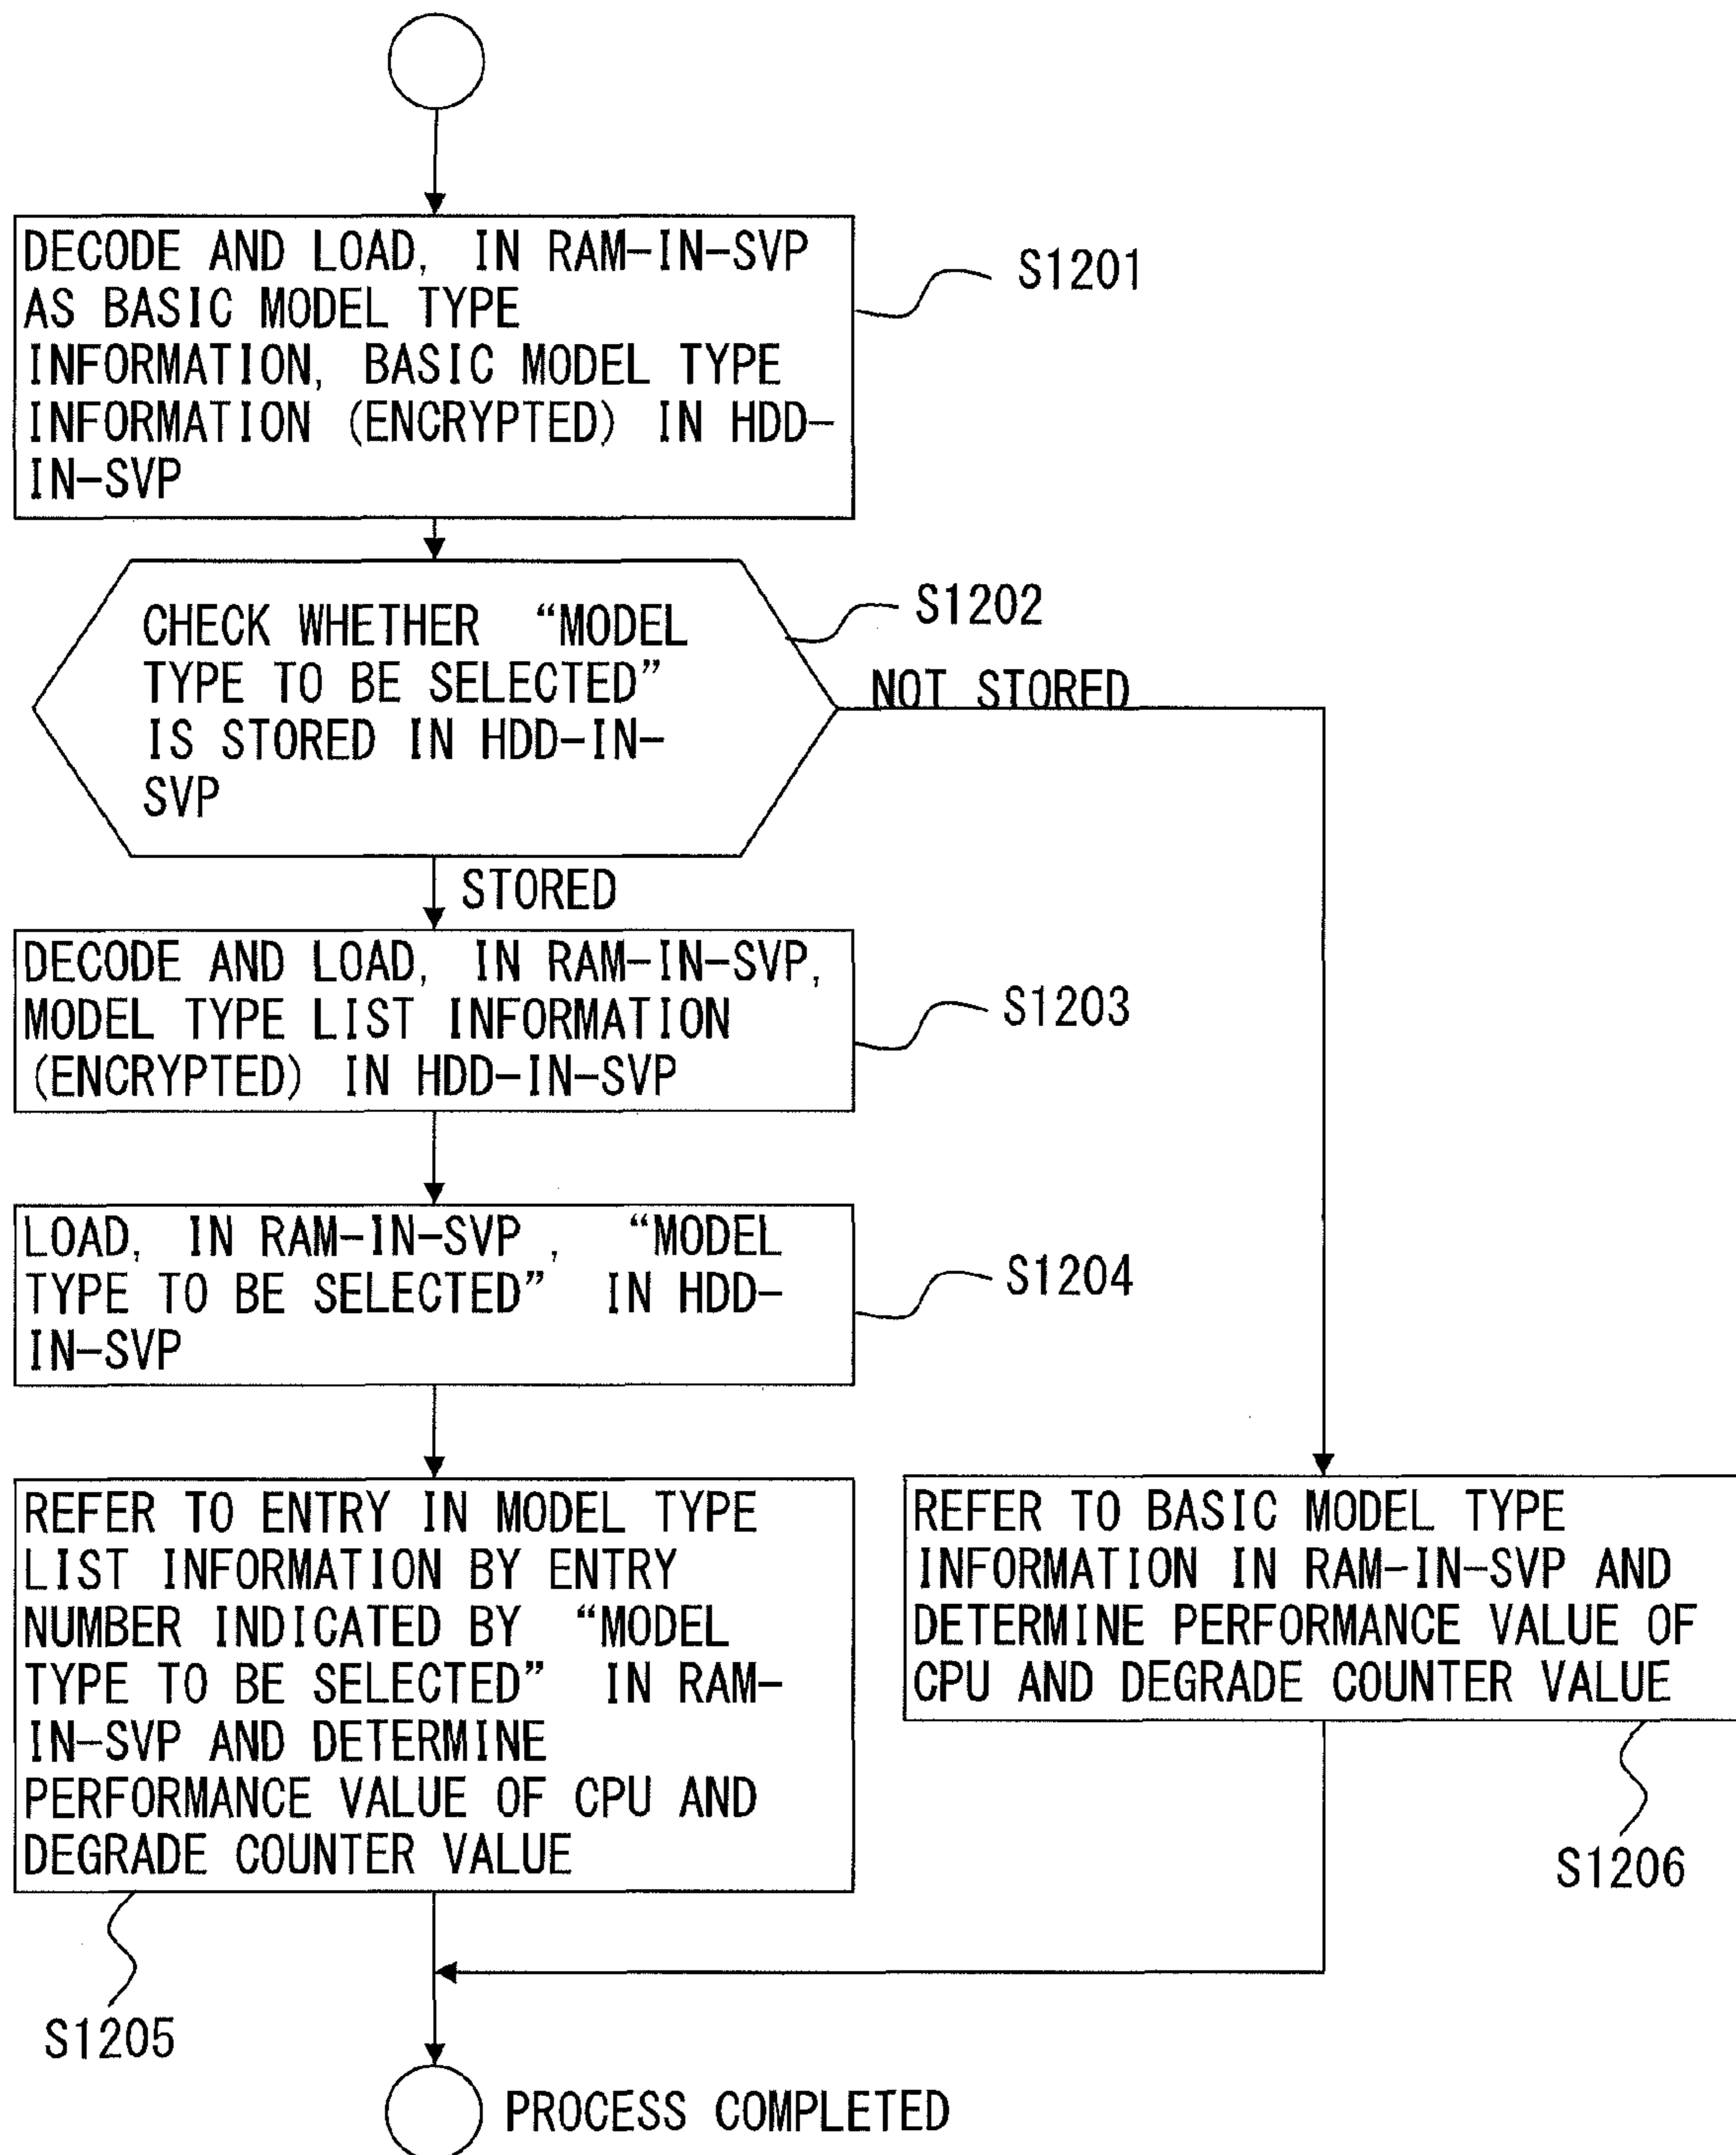 DECODE AND LOAD, IN RAM-IN-SVP
AS BASIC MODEL TYPE
INFORMATION, BASIC MODEL TYPE
INFORMATION (ENCRYPTED) IN HDD-
IN-SVP
S1201
CHECK WHETHER “MODEL
TYPE TO BE SELECTED”
IS STORED IN HDD-IN-
SVP
S1202
NOT STORED
STORED
DECODE AND LOAD, IN RAM-IN-SVP,
MODEL TYPE LIST INFORMATION
(ENCRYPTED) IN HDD-IN-SVP
S1203
LOAD, IN RAM-IN-SVP , “MODEL
TYPE TO BE SELECTED” IN HDD-
IN-SVP
S1204
REFER TO ENTRY IN MODEL TYPE
LIST INFORMATION BY ENTRY
NUMBER INDICATED BY “MODEL
TYPE TO BE SELECTED” IN RAM-
IN-SVP AND DETERMINE
PERFORMANCE VALUE OF CPU AND
DEGRADE COUNTER VALUE
S1205
REFER TO BASIC MODEL TYPE
INFORMATION IN RAM-IN-SVP AND
DETERMINE PERFORMANCE VALUE OF
CPU AND DEGRADE COUNTER VALUE
S1206
PROCESS COMPLETED